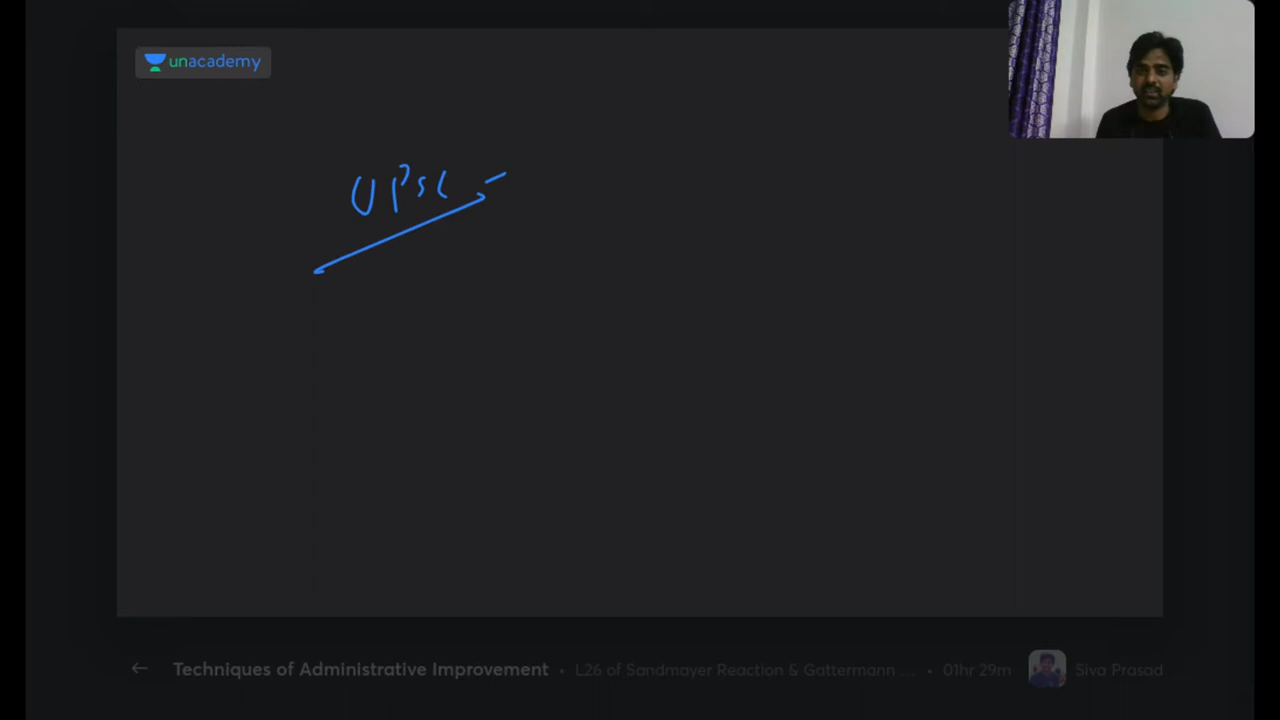 unacademy
UPSC -
Techniques of Administrative Improvement • L26 of Sandmayer Reaction & Gattermann ... • 01hr 29m Siva Prasad